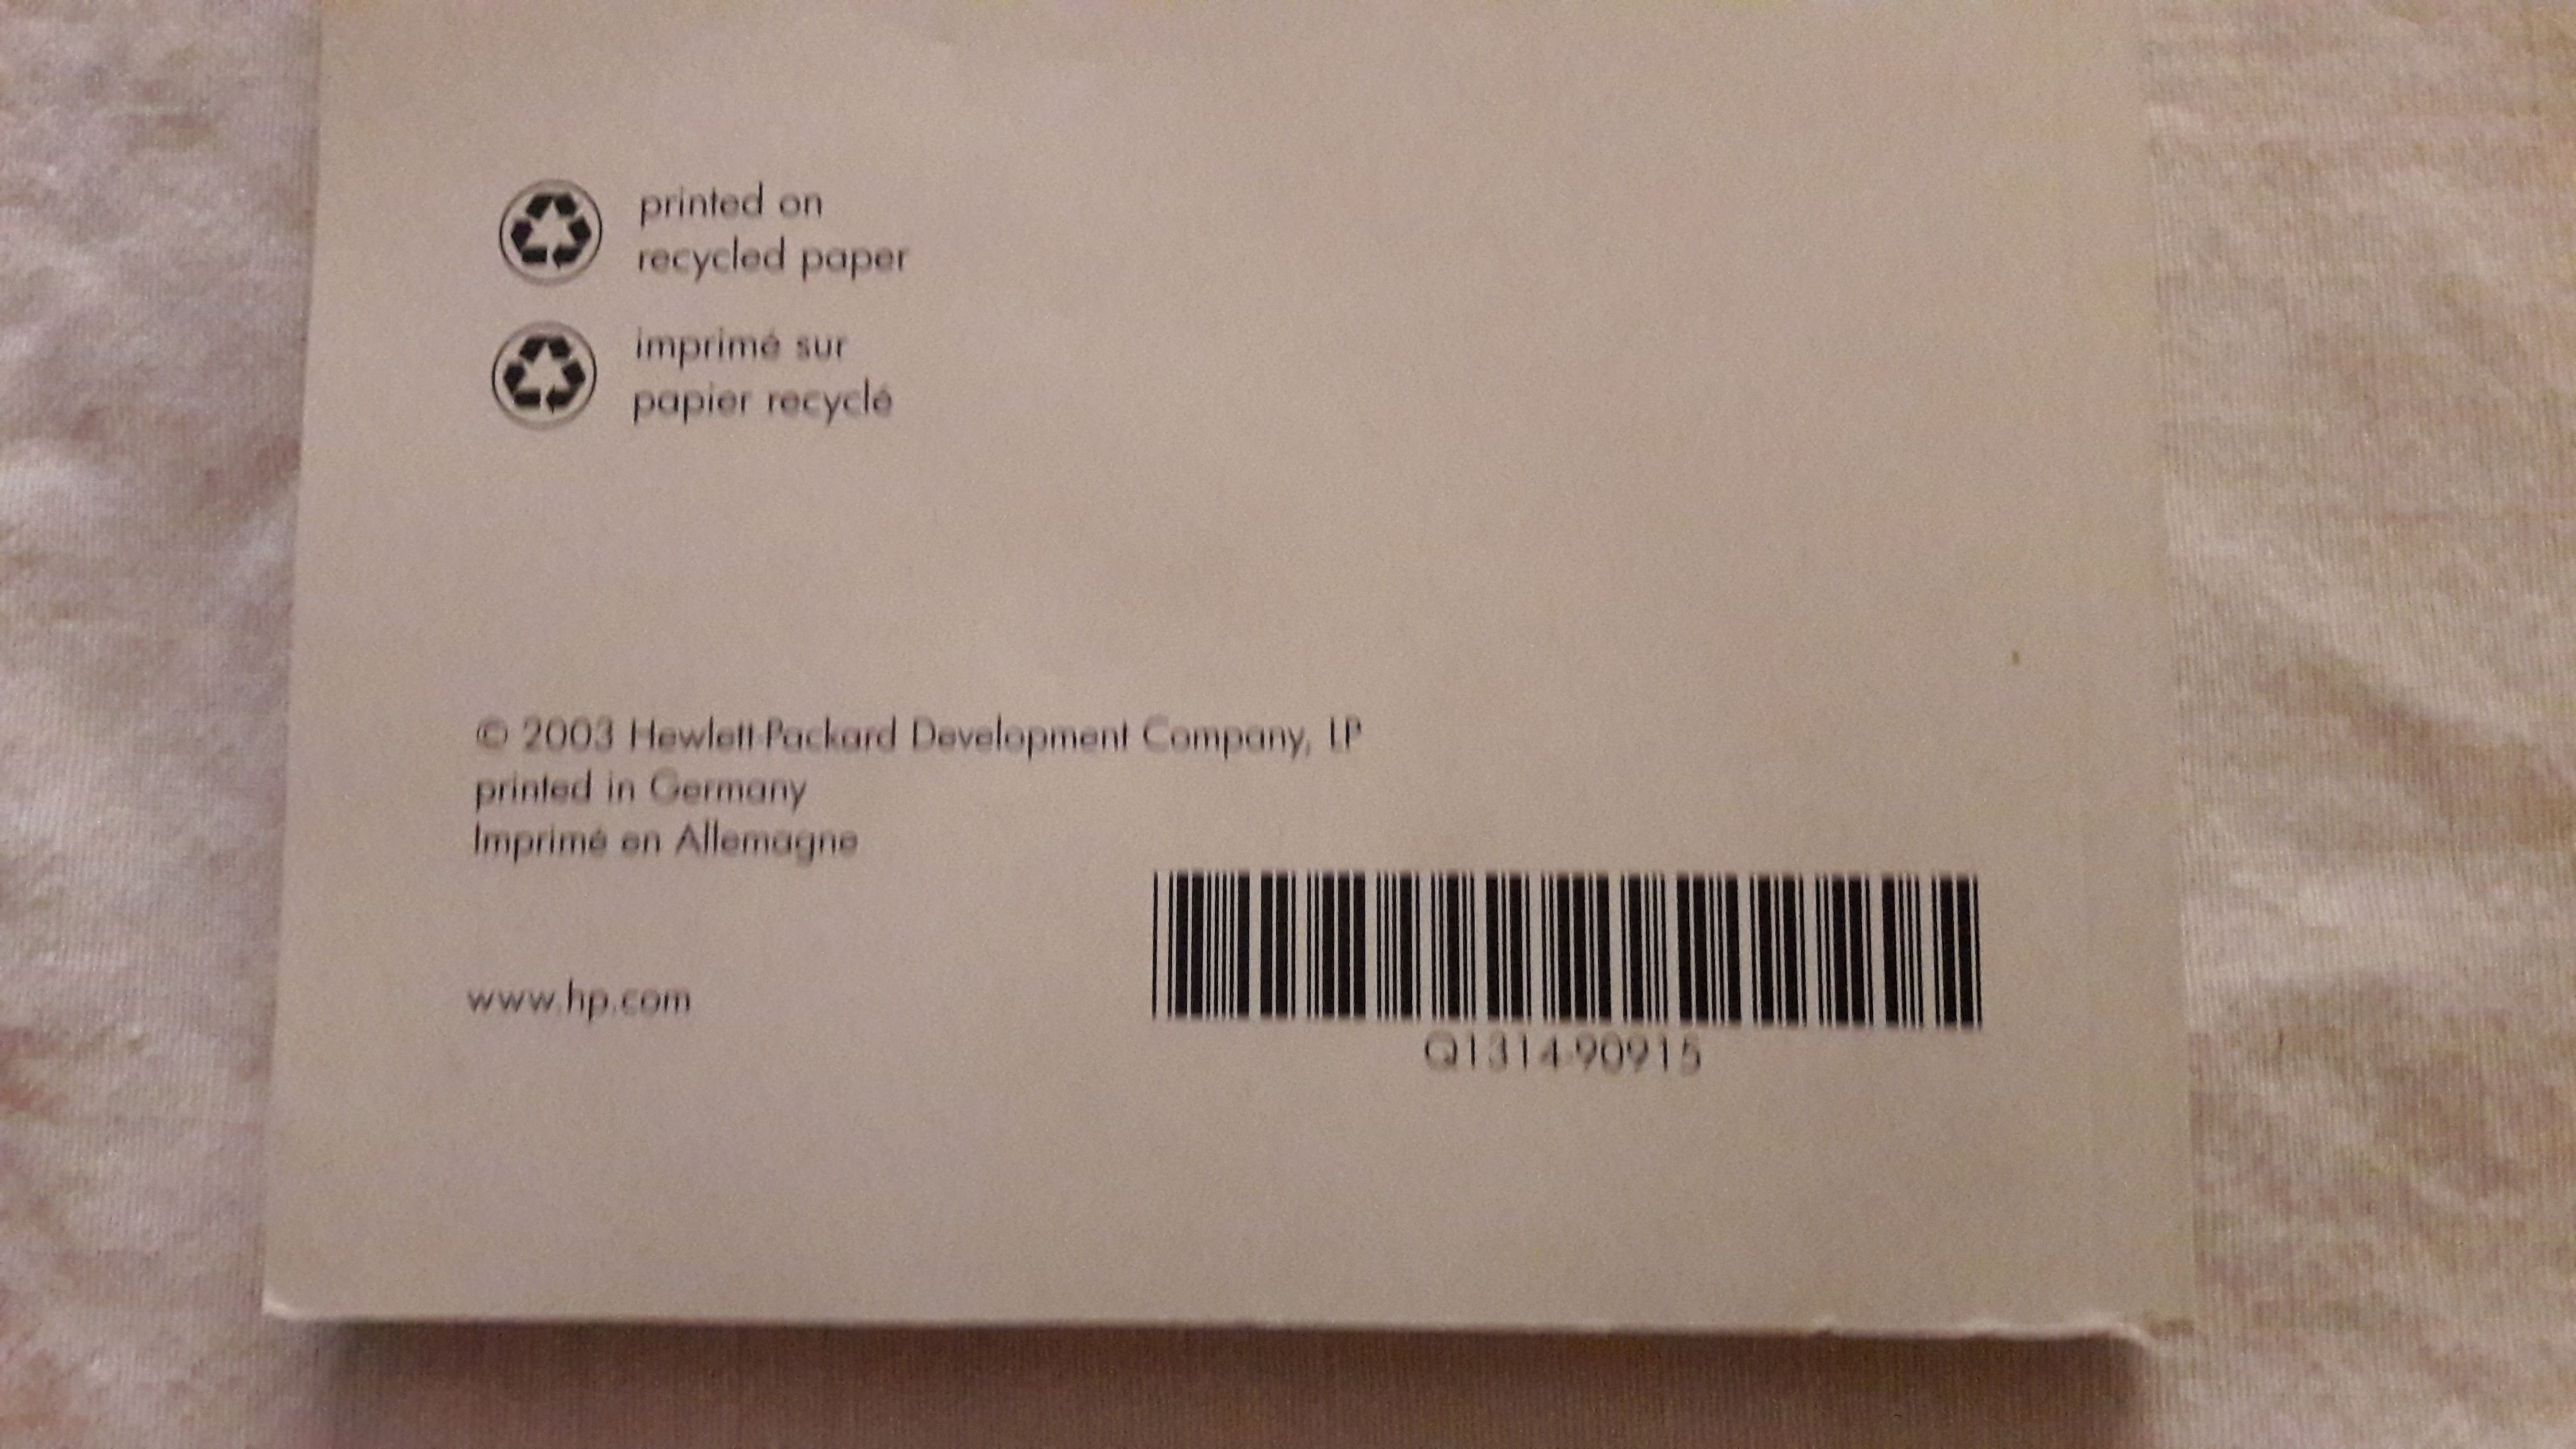 printed on
recycled paper
imprimé sur
papier recyclé
© 2003 Hewlett-Packard Development Company, LP
printed in Germany
Imprimé en Allemagne
www.hp.com
Q1314-90915